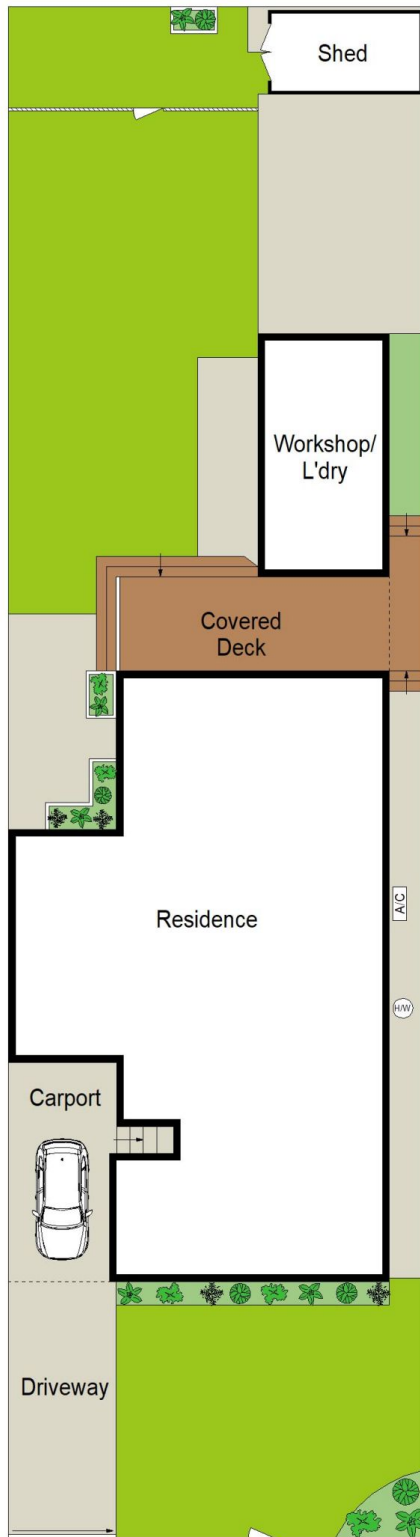 Shed
Workshop/
L'dry
Covered
Deck
Residence
A/C
H/W
Carport
Driveway